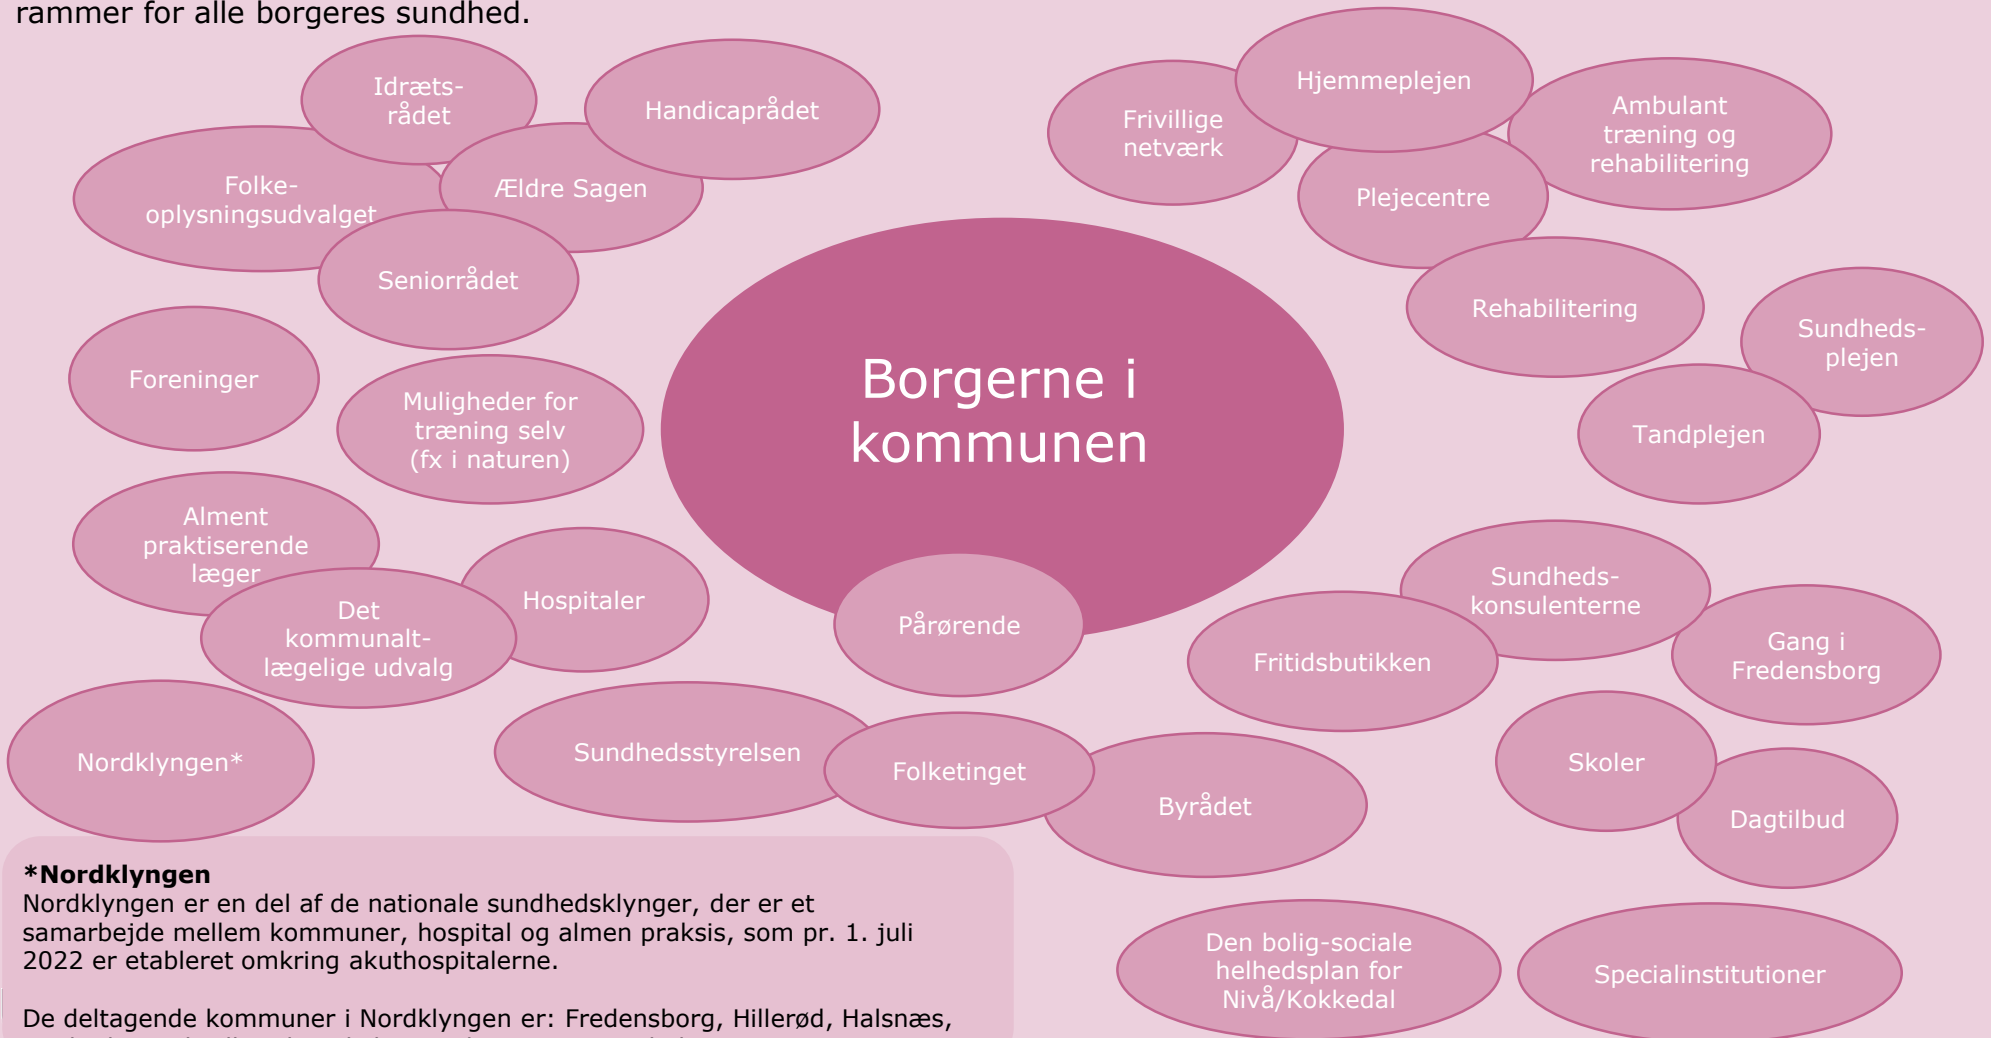 rammer for alle borgeres sundhed.
Idræts-
rådet
Handicaprådet
Folke-
oplysningsudvalget
Ældre Sagen
Seniorrådet
Foreninger
Muligheder for
træning selv
(fx i naturen)
Alment
praktiserende
læger
Det
kommunalt-
lægelige udvalg
Hospitaler
Nordklyngen*
Sundhedsstyrelsen
Folketinget
Byrådet
Borgerne i
kommunen
Pårørende
Frivillige
netværk
Hjemmeplejen
Ambulant
træning og
rehabilitering
Plejecentre
Rehabilitering
Sundheds-
plejen
Tandplejen
Sundheds-
konsulenterne
Fritidsbutikken
Gang i
Fredensborg
Skoler
Dagtilbud
Den bolig-sociale
helhedsplan for
Nivå/Kokkedal
Specialinstitutioner
*Nordklyngen
Nordklyngen er en del af de nationale sundhedsklynger, der er et
samarbejde mellem kommuner, hospital og almen praksis, som pr. 1. juli
2022 er etableret omkring akuthospitalerne.
De deltagende kommuner i Nordklyngen er: Fredensborg, Hillerød, Halsnæs,